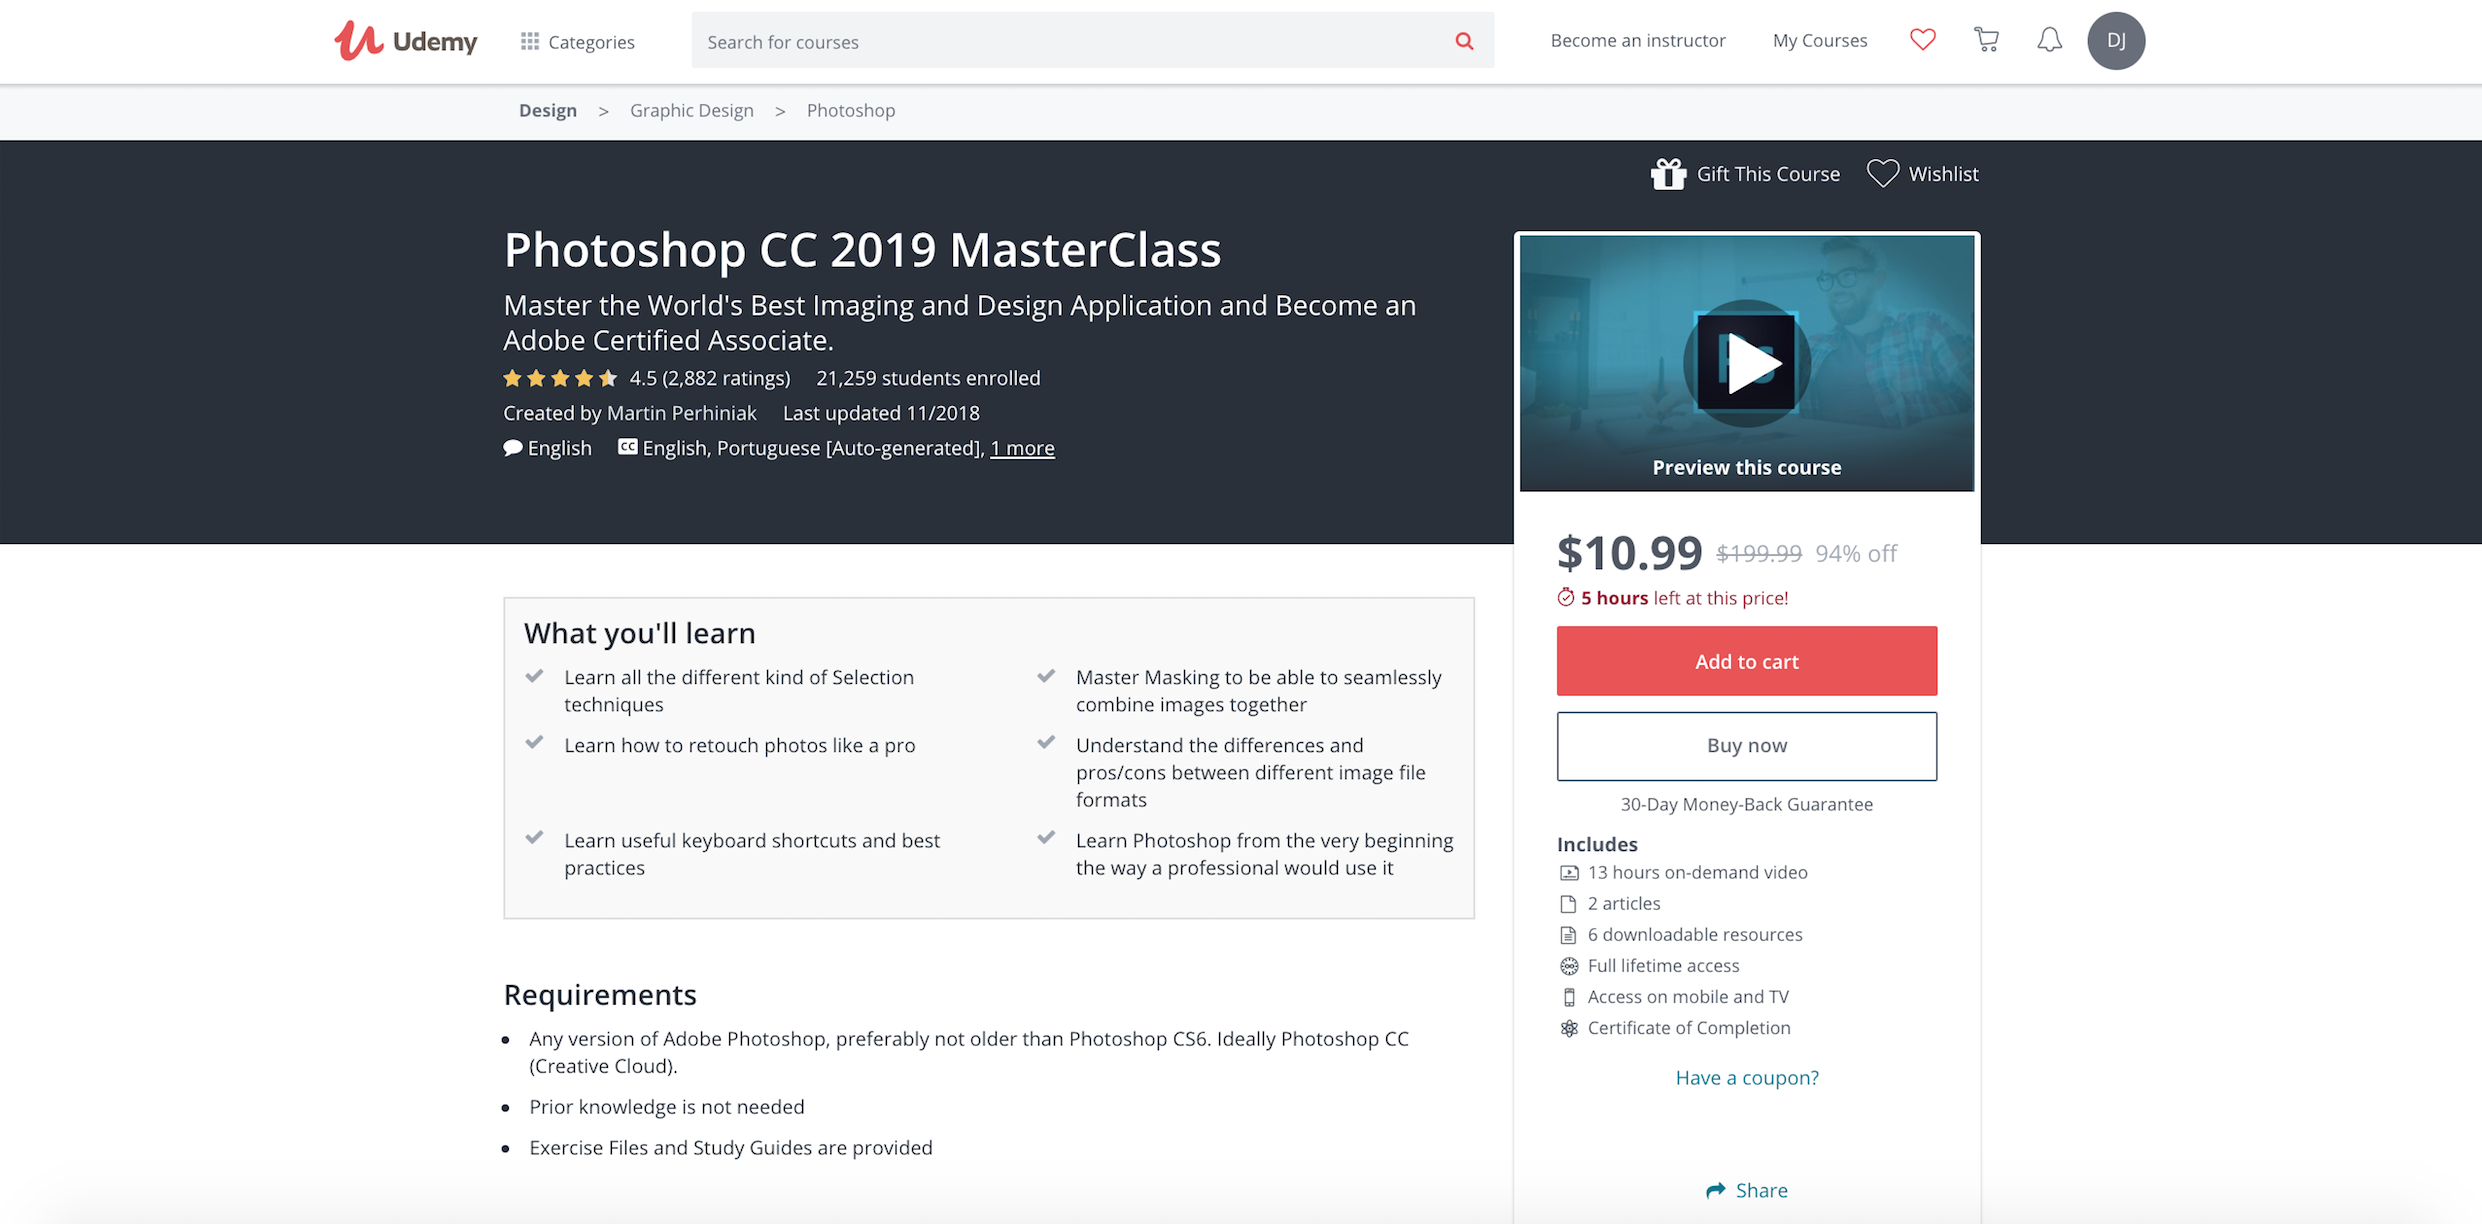 Udemy
Categories
Search for courses
Become an instructor
My Courses
DJ
Design > Graphic Design > Photoshop
Gift This Course
Wishlist
Photoshop CC 2019 MasterClass
Master the World's Best Imaging and Design Application and Become an
Adobe Certified Associate.
4.5 (2,882 ratings) 21,259 students enrolled
Created by Martin Perhiniak Last updated 11/2018
English CC English, Portuguese [Auto-generated], 1 more
Ps
Preview this course
$10.99 $199.99 94% off
5 hours left at this price!
Add to cart
Buy now
30-Day Money-Back Guarantee
Includes
13 hours on-demand video
2 articles
6 downloadable resources
Full lifetime access
Access on mobile and TV
Certificate of Completion
Have a coupon?
Share
What you'll learn
Learn all the different kind of Selection
techniques
Master Masking to be able to seamlessly
combine images together
Learn how to retouch photos like a pro
Understand the differences and
pros/cons between different image file
formats
Learn useful keyboard shortcuts and best
practices
Learn Photoshop from the very beginning
the way a professional would use it
Requirements
Any version of Adobe Photoshop, preferably not older than Photoshop CS6. Ideally Photoshop CC
(Creative Cloud).
Prior knowledge is not needed
Exercise Files and Study Guides are provided